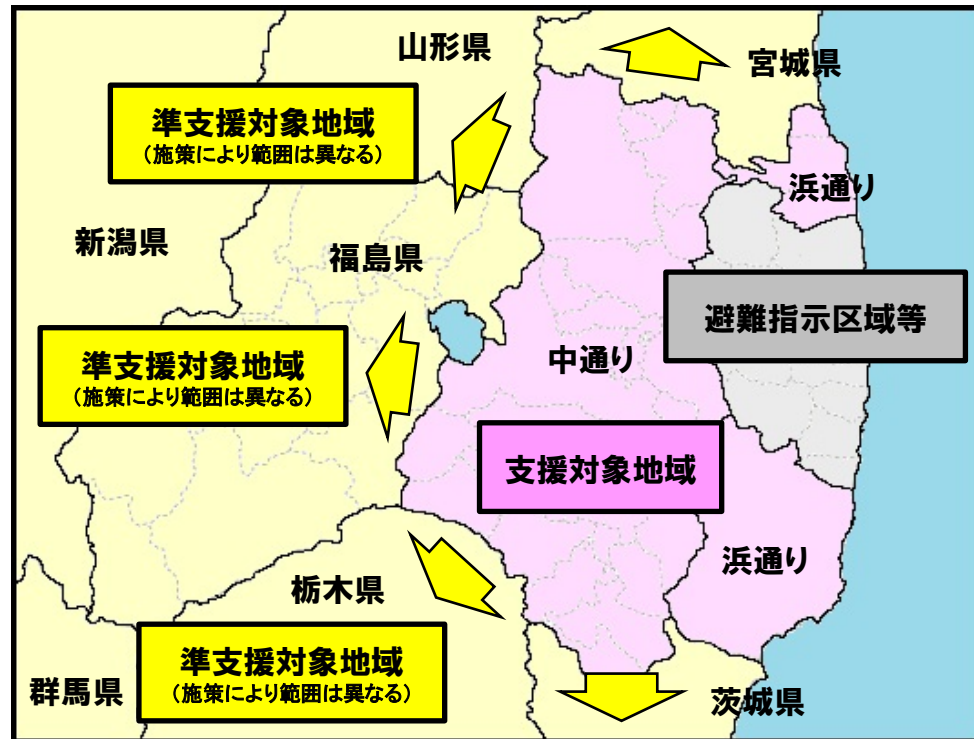 山形県
宮城県
準支援対象地域
（施策により範囲は異なる）
浜通り
新潟県
福島県
避難指示区域等
中通り
準支援対象地域
（施策により範囲は異なる）
支援対象地域
浜通り
栃木県
準支援対象地域
（施策により範囲は異なる）
群馬県
茨城県